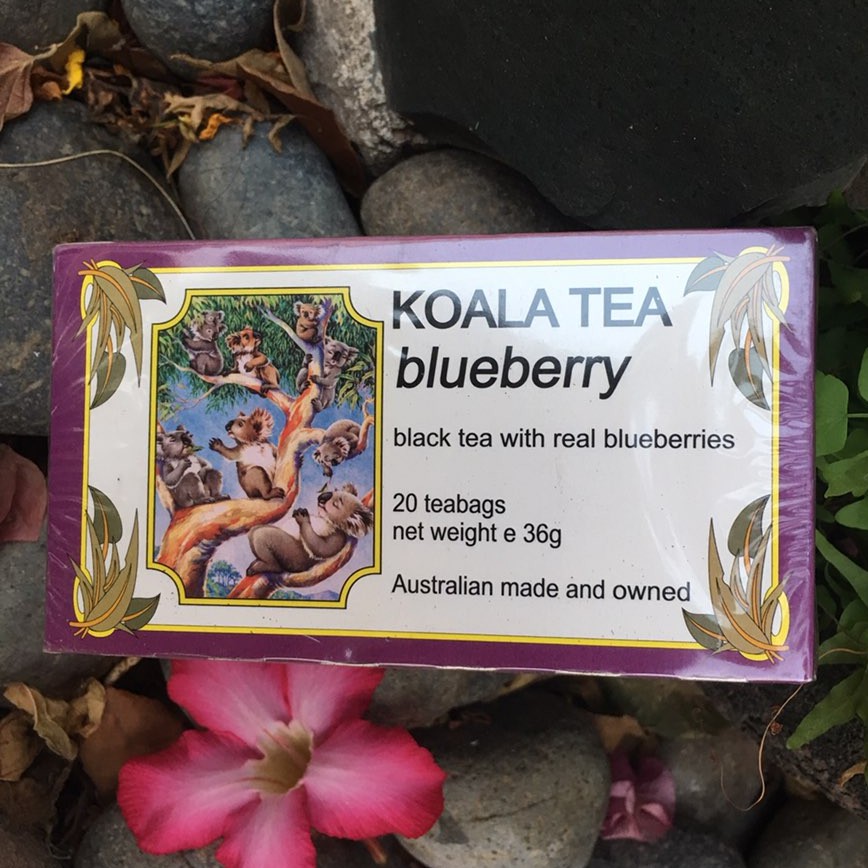 KOALA TEA
blueberry
black tea with real blueberries
20 teabags
net weight e 36g
Australian made and owned